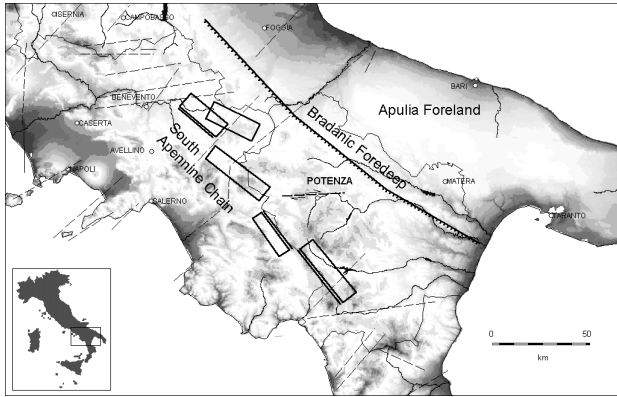 ISERNIA
CAMPOBASSO
FOGGIA
BARI
BENEVENTO
Apulia Foreland
CASERTA
Bradanic Foredeep
AVELLINO
South
Apennine Chain
NAPOLI
POTENZA
MATERA
SALERNO
TARANTO
0 50
km